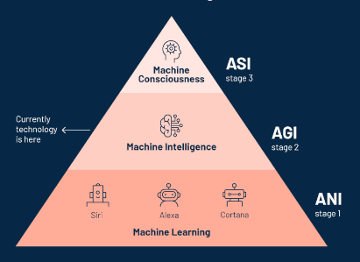 Machine
Consciousness
ASI
stage 3
Currently
technology
is here
Machine Intelligence
AGI
stage 2
Siri
Alexa
Cortana
ANI
stage 1
Machine Learning